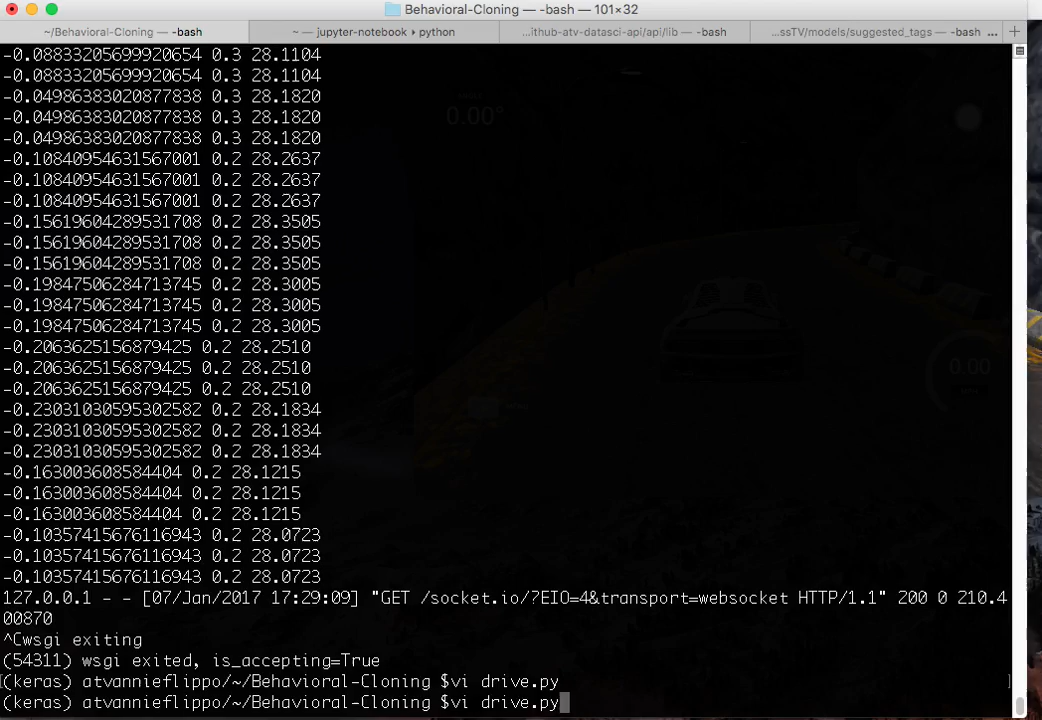 Behavioral-Cloning — -bash — 101×32
~/Behavioral-Cloning — -bash
~ — jupyter-notebook ▸ python
...ithub-atv-datasci-api/api/lib — -bash
...ssTV/models/suggested_tags — -bash ...
-0.08833205699920654 0.3 28.1104
-0.08833205699920654 0.3 28.1104
-0.04986383020877838 0.3 28.1820
-0.04986383020877838 0.3 28.1820
-0.04986383020877838 0.3 28.1820
-0.10840954631567001 0.2 28.2637
-0.10840954631567001 0.2 28.2637
-0.10840954631567001 0.2 28.2637
-0.15619604289531708 0.2 28.3505
-0.15619604289531708 0.2 28.3505
-0.15619604289531708 0.2 28.3505
-0.19847506284713745 0.2 28.3005
-0.19847506284713745 0.2 28.3005
-0.19847506284713745 0.2 28.3005
-0.2063625156879425 0.2 28.2510
-0.2063625156879425 0.2 28.2510
-0.2063625156879425 0.2 28.2510
-0.23031030595302582 0.2 28.1834
-0.23031030595302582 0.2 28.1834
-0.23031030595302582 0.2 28.1834
-0.163003608584404 0.2 28.1215
-0.163003608584404 0.2 28.1215
-0.163003608584404 0.2 28.1215
-0.10357415676116943 0.2 28.0723
-0.10357415676116943 0.2 28.0723
-0.10357415676116943 0.2 28.0723
127.0.0.1 - - [07/Jan/2017 17:29:09] "GET /socket.io/?EIO=4&transport=websocket HTTP/1.1" 200 0 210.4
00870
^Cwsgi exiting
(54311) wsgi exited, is_accepting=True
(keras) atvannieflippo/~/Behavioral-Cloning $vi drive.py
(keras) atvannieflippo/~/Behavioral-Cloning $vi drive.py
0.00°
0.00